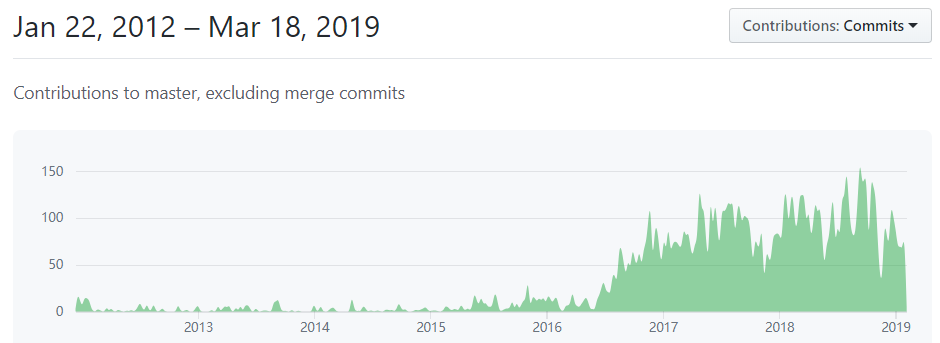 Jan 22, 2012 – Mar 18, 2019
Contributions: Commits
Contributions to master, excluding merge commits
150
100
50
0
2013 2014 2015 2016 2017 2018 2019